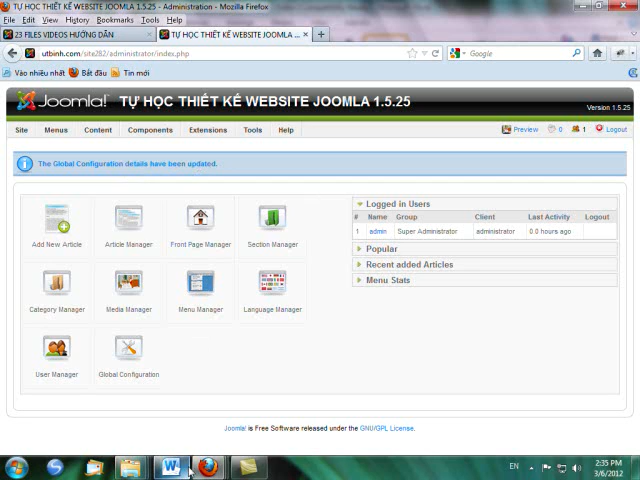 TỰ HỌC THIẾT KẾ WEBSITE JOOMLA 1.5.25 - Administration - Mozilla Firefox
File Edit View History Bookmarks Tools Help
23 FILES VIDEOS HƯỚNG DẪN
TỰ HỌC THIẾT KẾ WEBSITE JOOMLA ...
utbinh.com/site282/administrator/index.php
Google
Vào nhiều nhất Bắt đầu Tin mới
Joomla! TỰ HỌC THIẾT KẾ WEBSITE JOOMLA 1.5.25
Version 1.5.25
Site Menus Content Components Extensions Tools Help
Preview 0 1 Logout
The Global Configuration details have been updated.
Add New Article
Article Manager
Front Page Manager
Section Manager
Category Manager
Media Manager
Menu Manager
Language Manager
User Manager
Global Configuration
Logged in Users
# Name Group Client Last Activity Logout
1 admin Super Administrator administrator 0.0 hours ago
Popular
Recent added Articles
Menu Stats
Joomla! is Free Software released under the GNU/GPL License.
EN
2:35 PM
3/6/2012